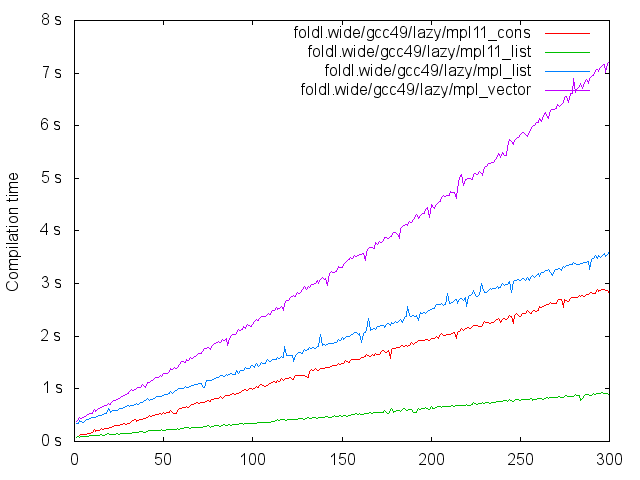 8 s
7 s
6 s
5 s
4 s
3 s
2 s
1 s
0 s
Compilation time
foldl.wide/gcc49/lazy/mpl11_cons
foldl.wide/gcc49/lazy/mpl11_list
foldl.wide/gcc49/lazy/mpl_list
foldl.wide/gcc49/lazy/mpl_vector
0 50 100 150 200 250 300